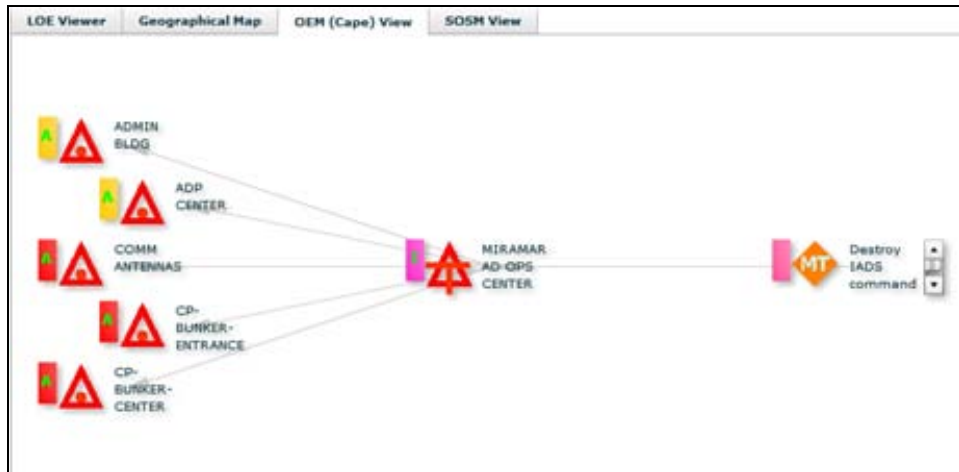 LOE Viewer
Geographical Map
OEM (Cape) View
SOSM View
A
ADMIN
BLDG
A
ADP
CENTER
A
COMM
ANTENNAS
A
CP-
BUNKER-
ENTRANCE
A
CP-
BUNKER-
CENTER
MIRAMAR
AD OPS
CENTER
MT
Destroy
IADS
command